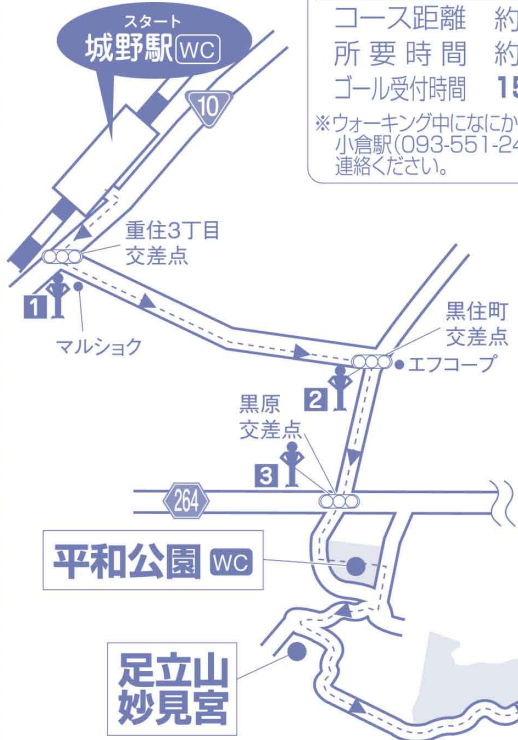 スタート
城野駅 WC
10
コース距離 約
所要時間 約
ゴール受付時間 15
※ウォーキング中になにか
小倉駅(093-551-24
連絡ください。
重住3丁目
交差点
1
マルショク
黒住町
交差点
エフコープ
2
黒原
交差点
3
264
平和公園 WC
足立山
妙見宮